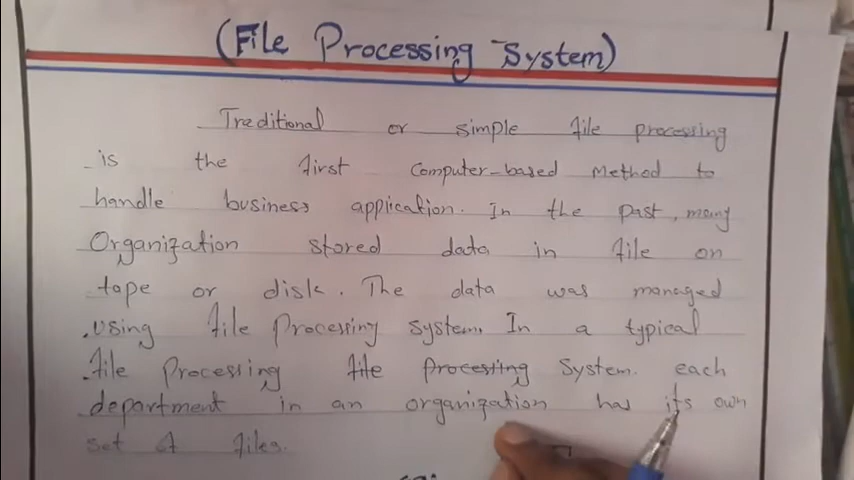 (File Processing System)
Treditional or simple file processing
is the first computer-based method to
handle business application. In the past, many
Organization stored data in file on
tape or disk. The data was managed
using file Processing system. In a typical
file Processing file processing system. each
department in an organization has its own
set of files.